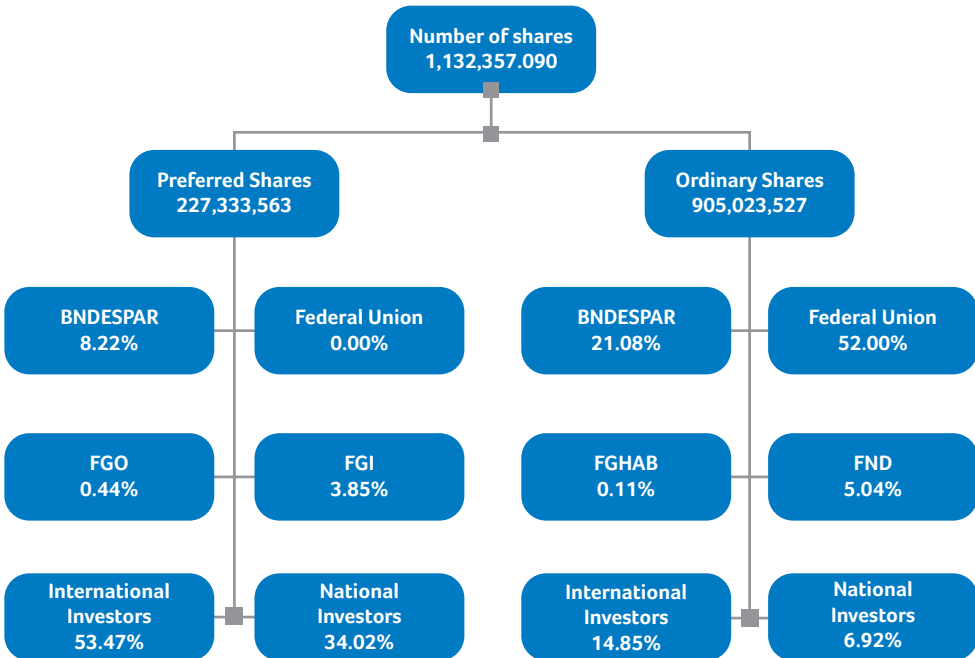 Number of shares
1,132,357.090
Preferred Shares
227,333,563
Ordinary Shares
905,023,527
BNDESPAR
8.22%
Federal Union
0.00%
BNDESPAR
21.08%
Federal Union
52.00%
FGO
0.44%
FGI
3.85%
FGHAB
0.11%
FND
5.04%
International
Investors
53.47%
National
Investors
34.02%
International
Investors
14.85%
National
Investors
6.92%